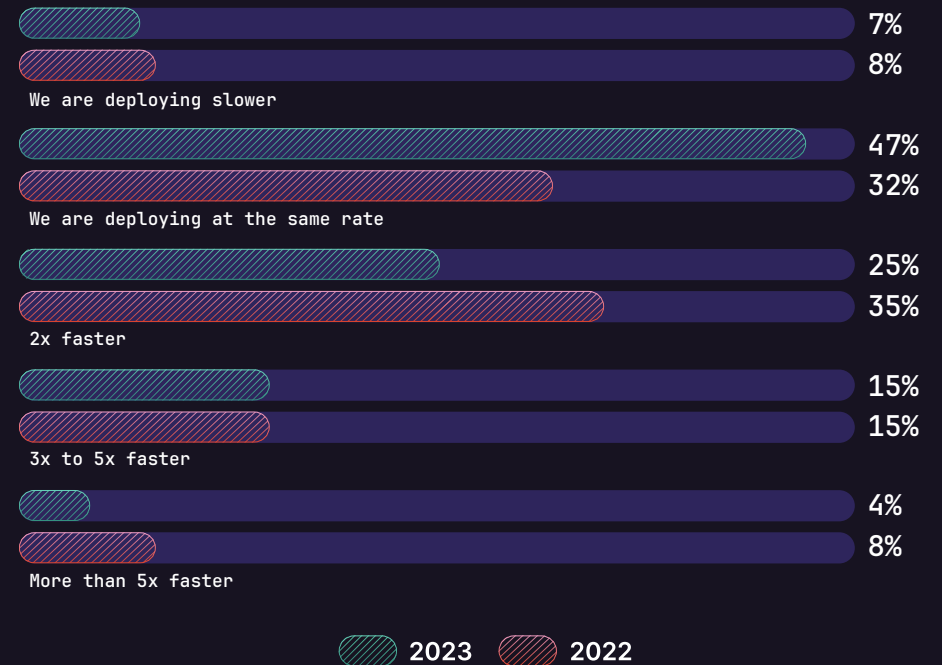 7%
8%
We are deploying slower
47%
32%
We are deploying at the same rate
25%
35%
2x faster
15%
15%
3x to 5x faster
4%
8%
More than 5x faster
2023 2022